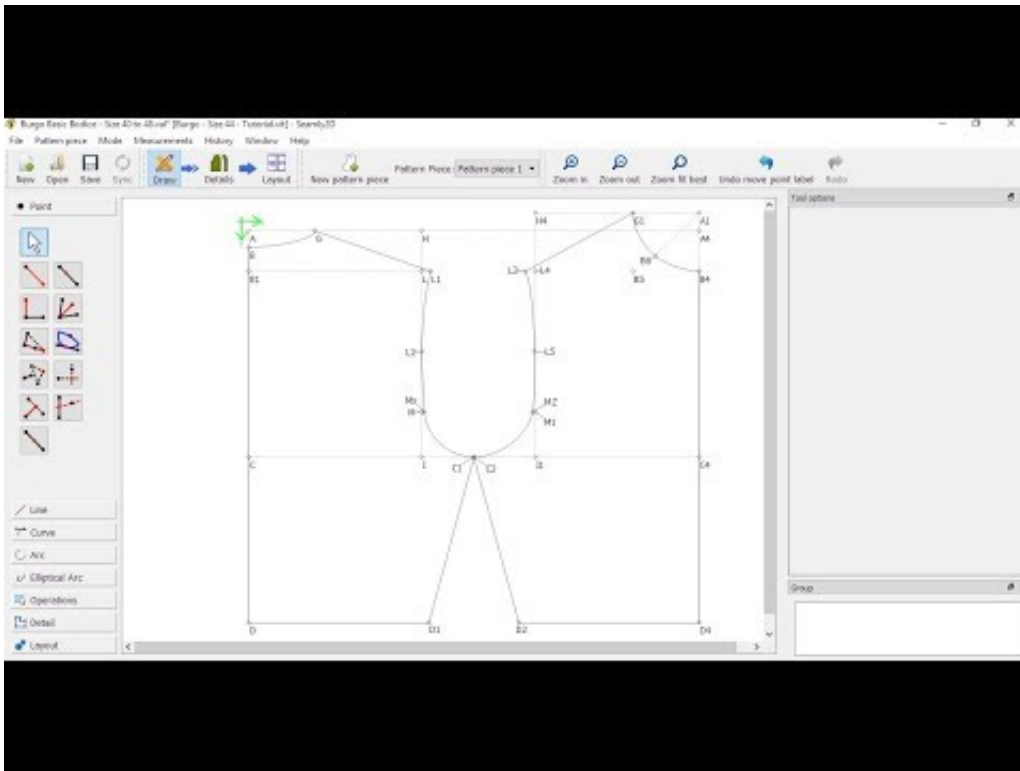 Burgo Basic Bodice - Size 40 to 48.val* [Burgo - Size 44 - Tutorial.vit] - Seamly2D
File Pattern piece Mode Measurements History Window Help
New Open Save Sync Draw Details Layout New pattern piece Pattern Piece: Pattern piece 1 Zoom in Zoom out Zoom fit best Undo move point label Redo
Point
Tool options
H4 G1 A1
A G H A4
B B6
B1 L L1 L3 L4 B5 B4
L2 L5
M2
M1
C I C1 C2 I1 C4
Line
Curve
Arc
Elliptical Arc
Operations
Group
Detail
D D1 D2 D4
Layout